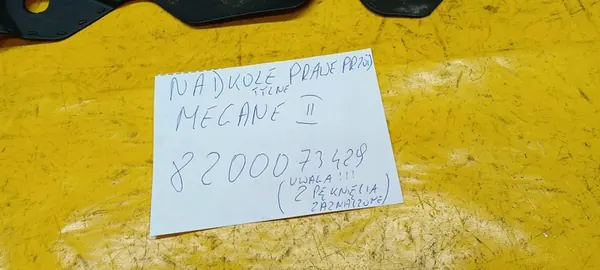 NADKOLE PRAWE PRZÓD
TYLNE
MEGANE II
8200073429
(UWAGA!!!
2 PĘKNIĘCIA
ZAZNACZONE)